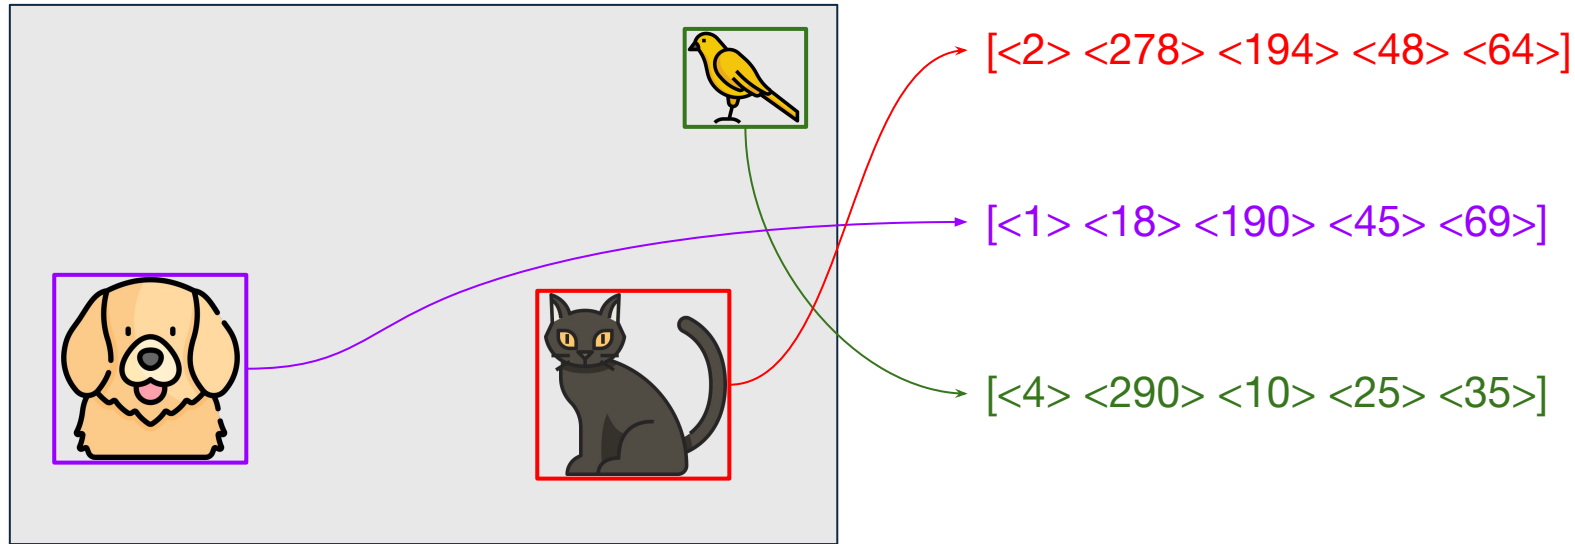 [<2> <278> <194> <48> <64>]
[<1> <18> <190> <45> <69>]
[<4> <290> <10> <25> <35>]